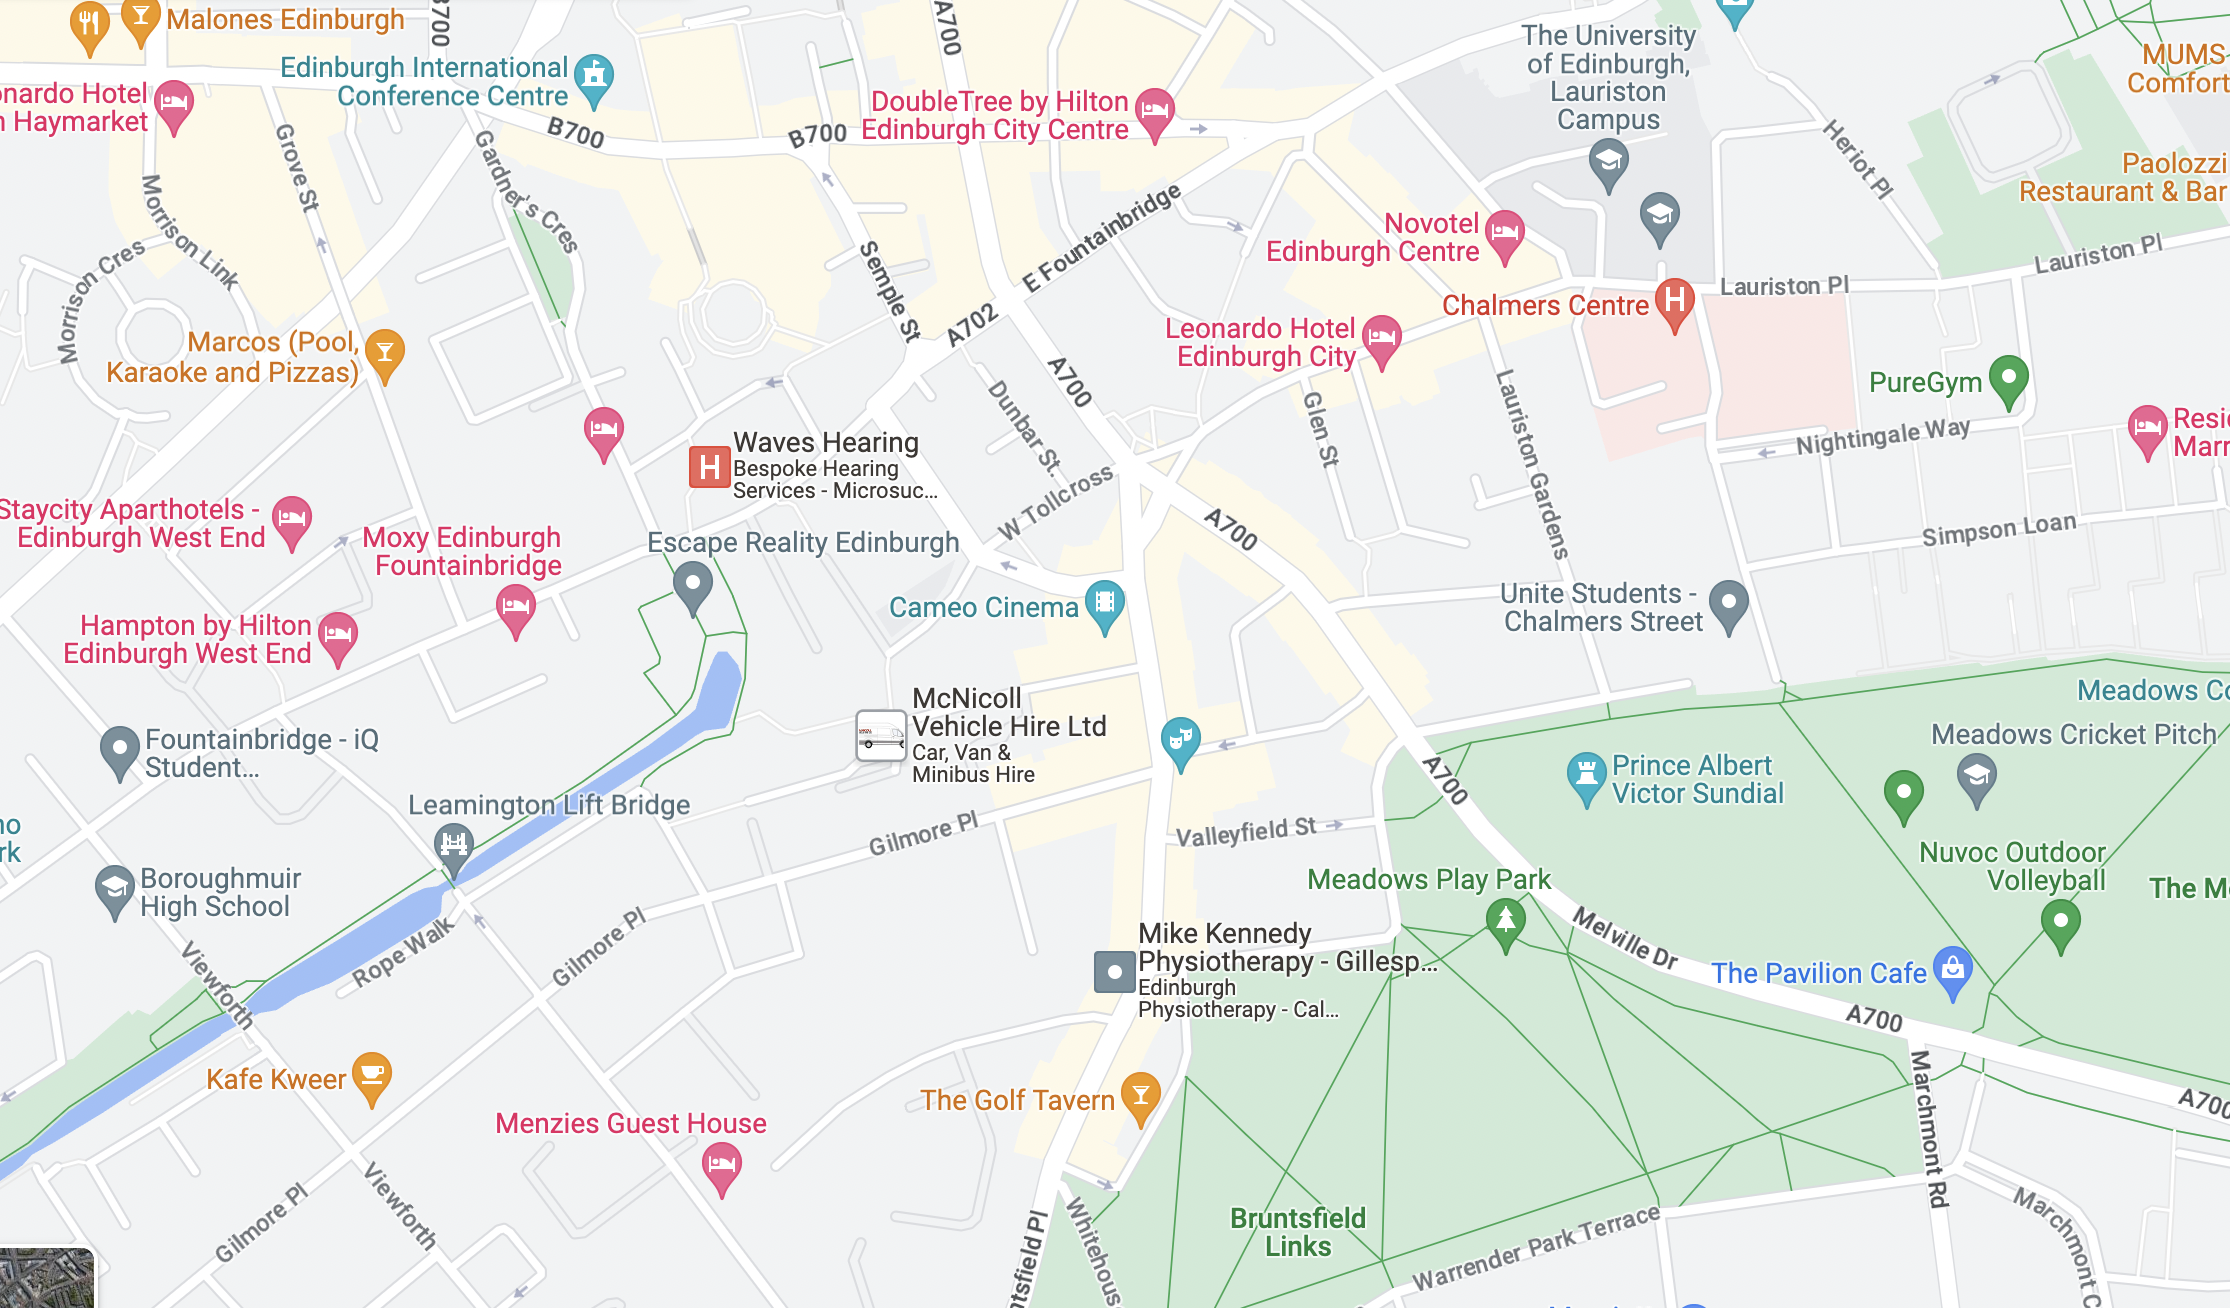 Malones Edinburgh
B700
A700
Edinburgh International
Conference Centre
onardo Hotel
n Haymarket
B700
B700
DoubleTree by Hilton
Edinburgh City Centre
The University
of Edinburgh,
Lauriston
Campus
MUMS
Comfort
Heriot Pl
Paolozzi
Restaurant & Bar
Grove St
Gardner's Cres
Morrison Link
Morrison Cres
Semple St
E Fountainbridge
Novotel
Edinburgh Centre
Lauriston Pl
Lauriston Pl
Chalmers Centre
A702
Leonardo Hotel
Edinburgh City
Marcos (Pool,
Karaoke and Pizzas)
A700
Dunbar St.
Glen St
Lauriston Gardens
PureGym
Nightingale Way
Resi
Marr
Waves Hearing
Bespoke Hearing
Services - Microsuc...
W Tollcross
Staycity Aparthotels -
Edinburgh West End
Moxy Edinburgh
Fountainbridge
Escape Reality Edinburgh
A700
Simpson Loan
Cameo Cinema
Unite Students -
Chalmers Street
Hampton by Hilton
Edinburgh West End
McNicoll
Vehicle Hire Ltd
Car, Van &
Minibus Hire
Meadows Co
Meadows Cricket Pitch
Fountainbridge - iQ
Student...
A700
Prince Albert
Victor Sundial
Leamington Lift Bridge
Gilmore Pl
Valleyfield St
no
rk
Nuvoc Outdoor
Volleyball
The Me
Boroughmuir
High School
Meadows Play Park
Melville Dr
Viewforth
Rope Walk
Gilmore Pl
Mike Kennedy
Physiotherapy - Gillesp...
Edinburgh
Physiotherapy - Cal...
The Pavilion Cafe
A700
Kafe Kweer
The Golf Tavern
Marchmont Rd
A700
Menzies Guest House
Viewforth
Gilmore Pl
Bruntsfield
Links
ntsfield Pl
Whitehous
Warrender Park Terrace
Marchmont C